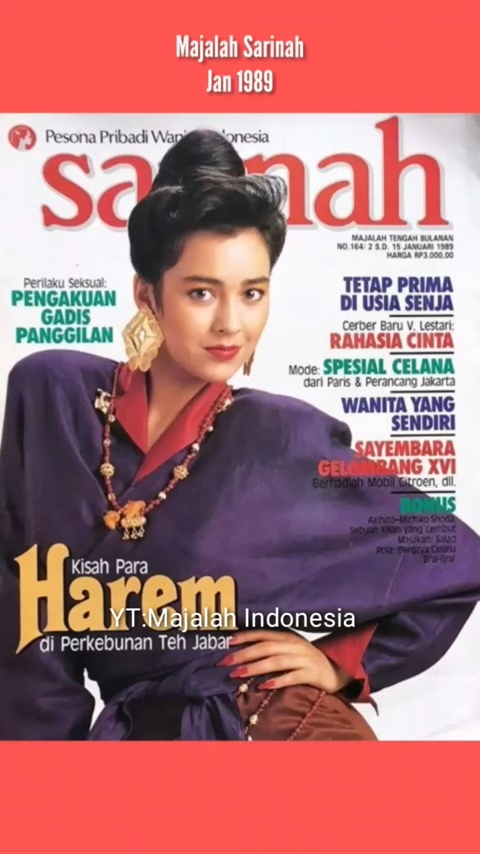 Majalah Sarinah
Jan 1989
Pesona Pribadi Indonesia
MAJALAH TENGAH BULANAN
NO.164/ 2 S.D. 15 JANUARI 1989
HARGA RP3.000,00
Perilaku Seksual:
PENGAKUAN
GADIS
PANGGILAN
TETAP PRIMA
DI USIA SENJA
Cerber Baru V. Lestari:
RAHASIA CINTA
Mode: SPESIAL CELANA
dari Paris & Perancang Jakarta
WANITA YANG
SENDIRI
SAYEMBARA
GELOMBANG XVI
Berhadiah Mobil Citroen, dll.
BONUS
Kisah Para
Harem
YT:Majalah Indonesia
di Perkebunan Teh Jabar